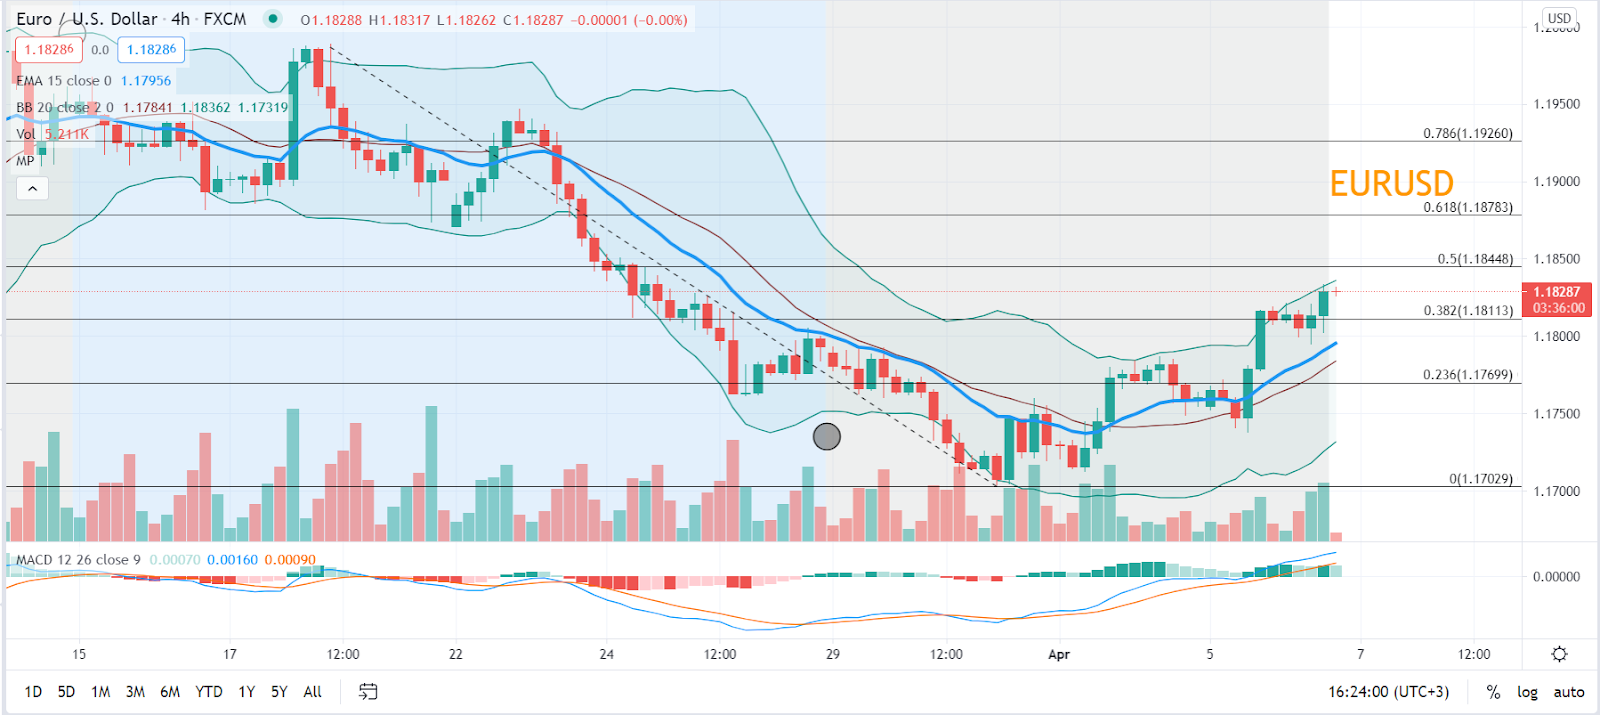 Euro / U.S. Dollar · 4h · FXCM O1.18288 H1.18317 L1.18262 C1.18287 −0.00001 (−0.00%)
USD
1.18286 0.0 1.18286
EMA 15 close 0 1.17956
BB 20 close 2 0 1.17841 1.18362 1.17319
Vol 5.211K
MP
1.20000
1.19500
0.786(1.19260)
EURUSD
1.19000
0.618(1.18783)
1.18500
0.5(1.18448)
1.18287
03:36:00
0.382(1.18113)
1.18000
0.236(1.17699)
1.17500
0(1.17029)
1.17000
MACD 12 26 close 9 0.00070 0.00160 0.00090
0.00000
15 17 12:00 22 24 12:00 29 12:00 Apr 5 7 12:00
1D 5D 1M 3M 6M YTD 1Y 5Y All 16:24:00 (UTC+3) % log auto